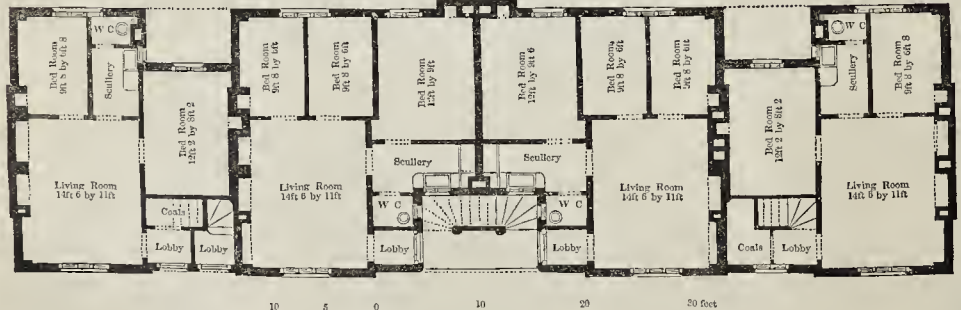 Bed Room
9ft 8 by 6ft 8
W C
Scullery
Bed Room
12ft 2 by 8ft 2
Living Room
14ft 6 by 11ft
Coals
Lobby
Lobby
Bed Room
9ft 8 by 6ft
Bed Room
9ft 8 by 6ft
Bed Room
12ft by 9ft
Living Room
14ft 6 by 11ft
Scullery
W C
Lobby
Bed Room
12ft by 9ft 6
Bed Room
9ft 8 by 6ft
Bed Room
9ft 8 by 6ft
Scullery
W C
Lobby
Living Room
14ft 6 by 11ft
Bed Room
12ft 2 by 8ft 2
Coals
Lobby
W C
Scullery
Bed Room
9ft 8 by 6ft 8
Living Room
14ft 6 by 11ft
10 5 0 10 20 30 feet